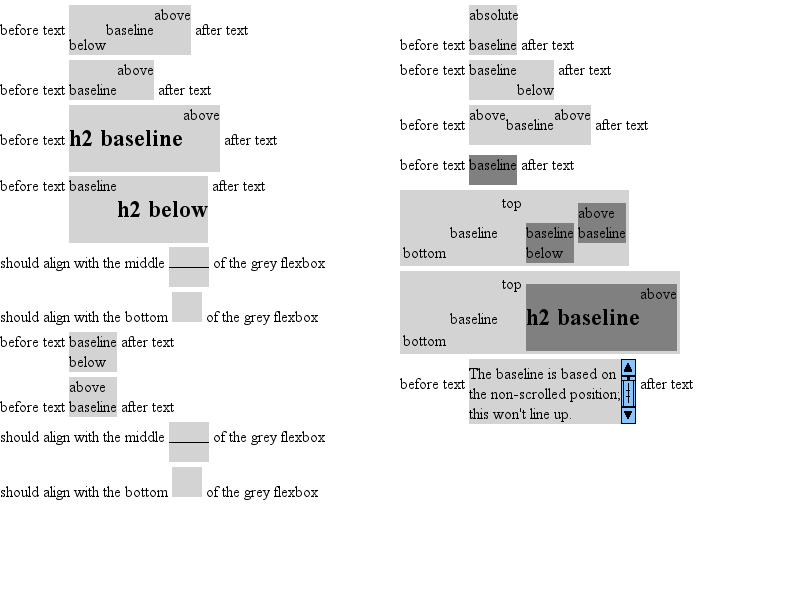 above
before text baseline after text
below
above
before text baseline after text
above
before text h2 baseline after text
before text baseline after text
h2 below
should align with the middle of the grey flexbox
should align with the bottom of the grey flexbox
before text baseline after text
below
above
before text baseline after text
should align with the middle of the grey flexbox
should align with the bottom of the grey flexbox
absolute
before text baseline after text
before text baseline after text
below
above above
before text baseline after text
before text baseline after text
top
above
baseline baseline baseline
bottom below
top
above
baseline h2 baseline
bottom
The baseline is based on
before text the non-scrolled position; after text
this won't line up.